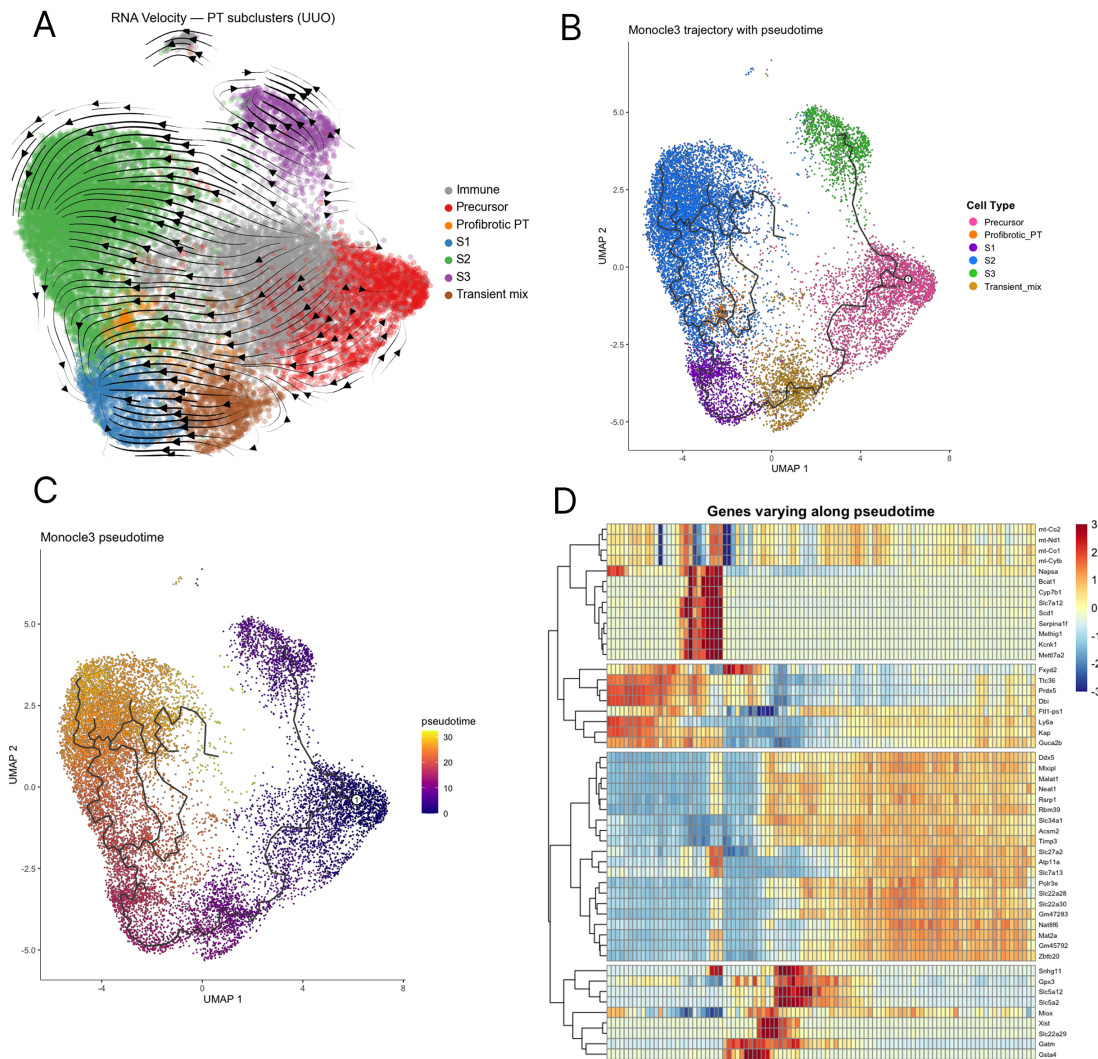 A
RNA Velocity — PT subclusters (UUO)
Immune
Precursor
Profibrotic PT
S1
S2
S3
Transient mix
B
Monocle3 trajectory with pseudotime
5.0
2.5
0.0
-2.5
-5.0
UMAP 2
-4
0
4
8
UMAP 1
1
Cell Type
Precursor
Profibrotic_PT
S1
S2
S3
Transient_mix
C
Monocle3 pseudotime
5.0
2.5
0.0
-2.5
-5.0
UMAP 2
-4
0
4
8
UMAP 1
1
pseudotime
30
20
10
0
D
Genes varying along pseudotime
mt-Co2
mt-Nd1
mt-Co1
mt-Cytb
Napsa
Bcat1
Cyp7b1
Slc7a12
Scd1
Serpina1f
Methig1
Kcnk1
Mettl7a2
Fxyd2
Ttc36
Prdx5
Dbi
Ftl1-ps1
Ly6a
Kap
Guca2b
Ddx5
Mlxipl
Malat1
Neat1
Rsrp1
Rbm39
Slc34a1
Acsm2
Timp3
Slc27a2
Atp11a
Slc7a13
Polr3e
Slc22a28
Slc22a30
Gm47283
Nat8f6
Mat2a
Gm45792
Zbtb20
Snhg11
Gpx3
Slc5a12
Slc5a2
Miox
Xist
Slc22a29
Gatm
Gsta4
3
2
1
0
-1
-2
-3